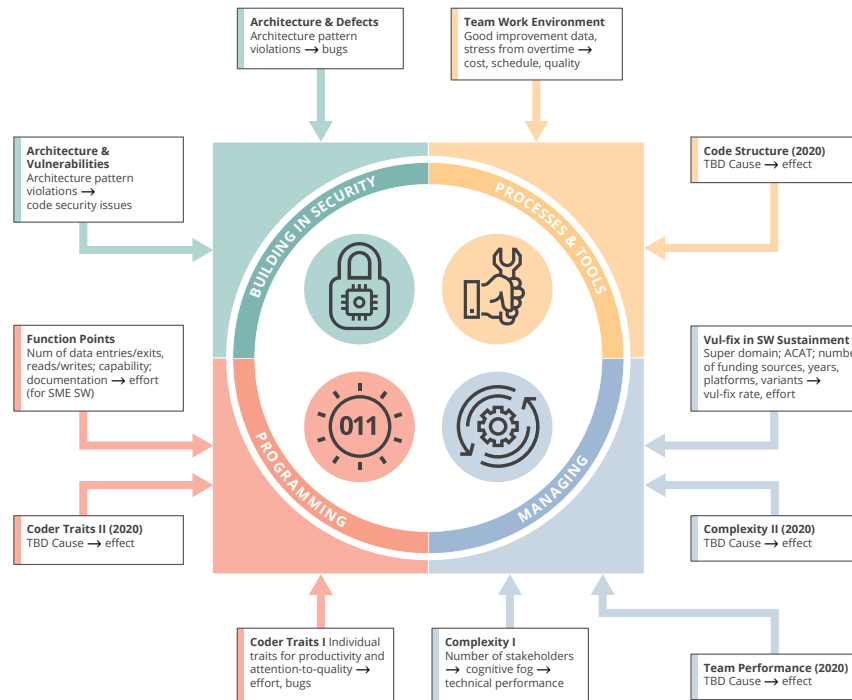 Architecture & Defects
Architecture pattern
violations → bugs
Team Work Environment
Good improvement data,
stress from overtime →
cost, schedule, quality
Architecture &
Vulnerabilities
Architecture pattern
violations →
code security issues
Code Structure (2020)
TBD Cause → effect
BUILDING IN SECURITY
PROCESSES & TOOLS
Function Points
Num of data entries/exits,
reads/writes; capability;
documentation → effort
(for SME SW)
Vul-fix in SW Sustainment
Super domain; ACAT; numbe
of funding sources, years,
platforms, variants →
vul-fix rate, effort
011
PROGRAMMING
MANAGING
Coder Traits II (2020)
TBD Cause → effect
Complexity II (2020)
TBD Cause → effect
Coder Traits I Individual
traits for productivity and
attention-to-quality →
effort, bugs
Complexity I
Number of stakeholders
→ cognitive fog →
technical performance
Team Performance (2020)
TBD Cause → effect